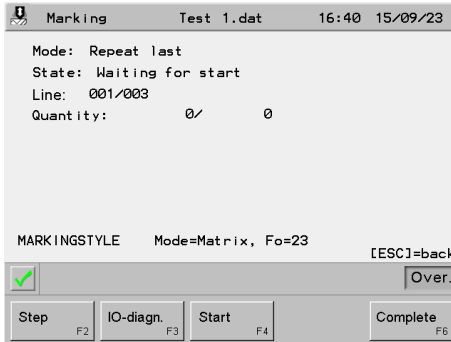 Marking Test 1.dat 16:40 15/09/23
Mode: Repeat last
State: Waiting for start
Line: 001/003
Quantity: 0/ 0
MARKINGSTYLE Mode=Matrix, Fo=23
[ESC]=back
Over.
Step F2 IO-diagn. F3 Start F4 Complete F6